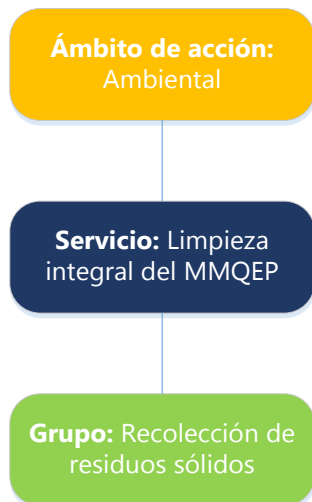 Ámbito de acción:
Ambiental
Servicio: Limpieza
integral del MMQEP
Grupo: Recolección de
residuos sólidos